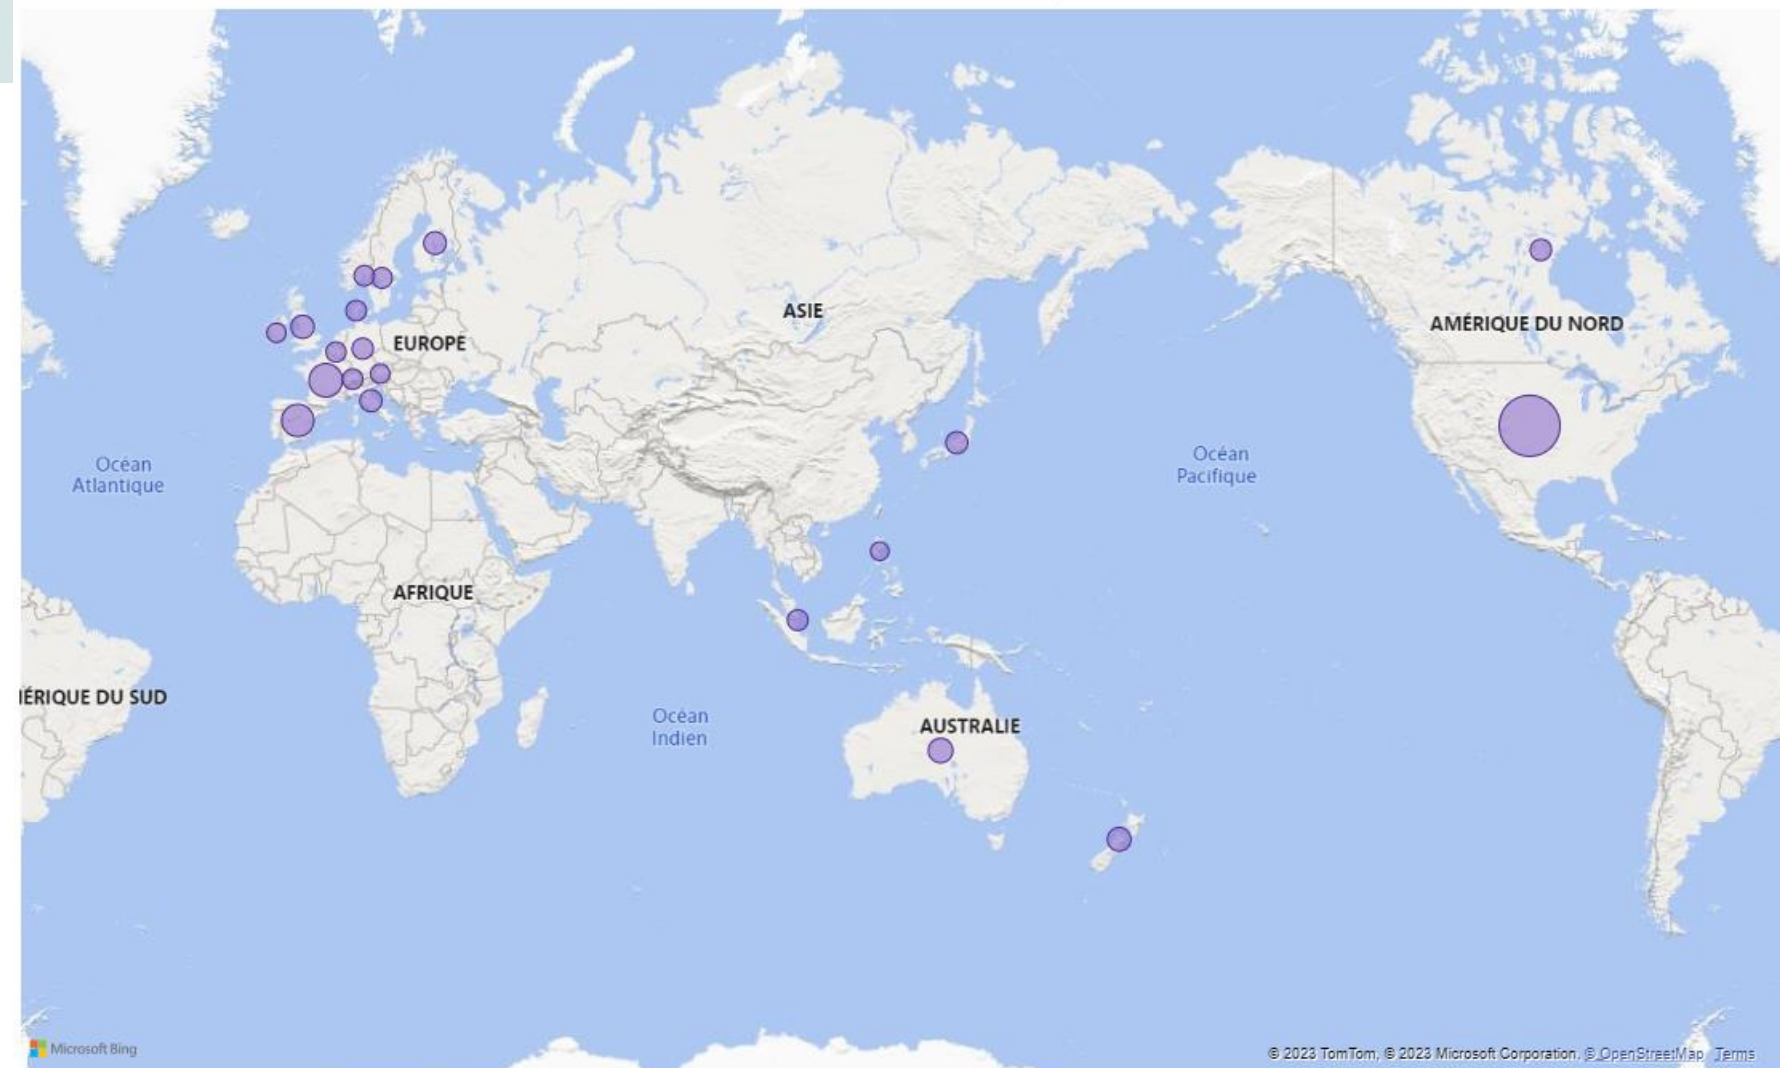 ASIE
AMÉRIQUE DU NORD
EUROPE
Océan
Atlantique
Océan
Pacifique
AFRIQUE
ÉRIQUE DU SUD
Océan
Indien
AUSTRALIE
Microsoft Bing
© 2023 TomTom, © 2023 Microsoft Corporation, © OpenStreetMap Terms